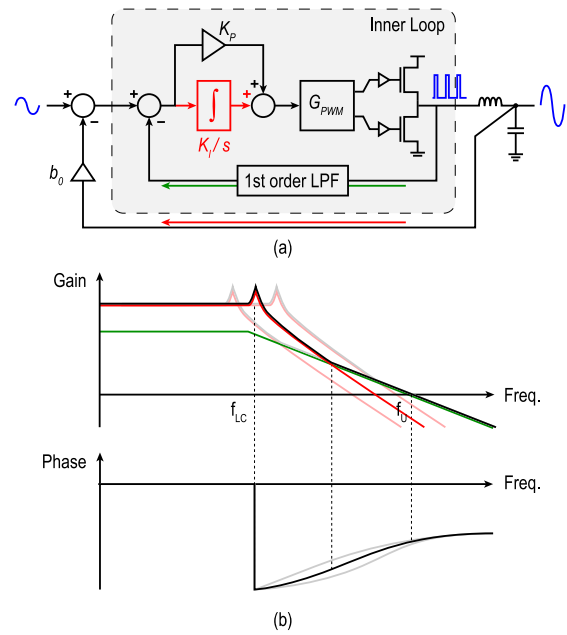 Inner Loop
K_P
+
+
+
+
−
−
+
G_PWM
K_I / s
b_0
1st order LPF
(a)
Gain
Freq.
f_LC
f_U
Phase
Freq.
(b)